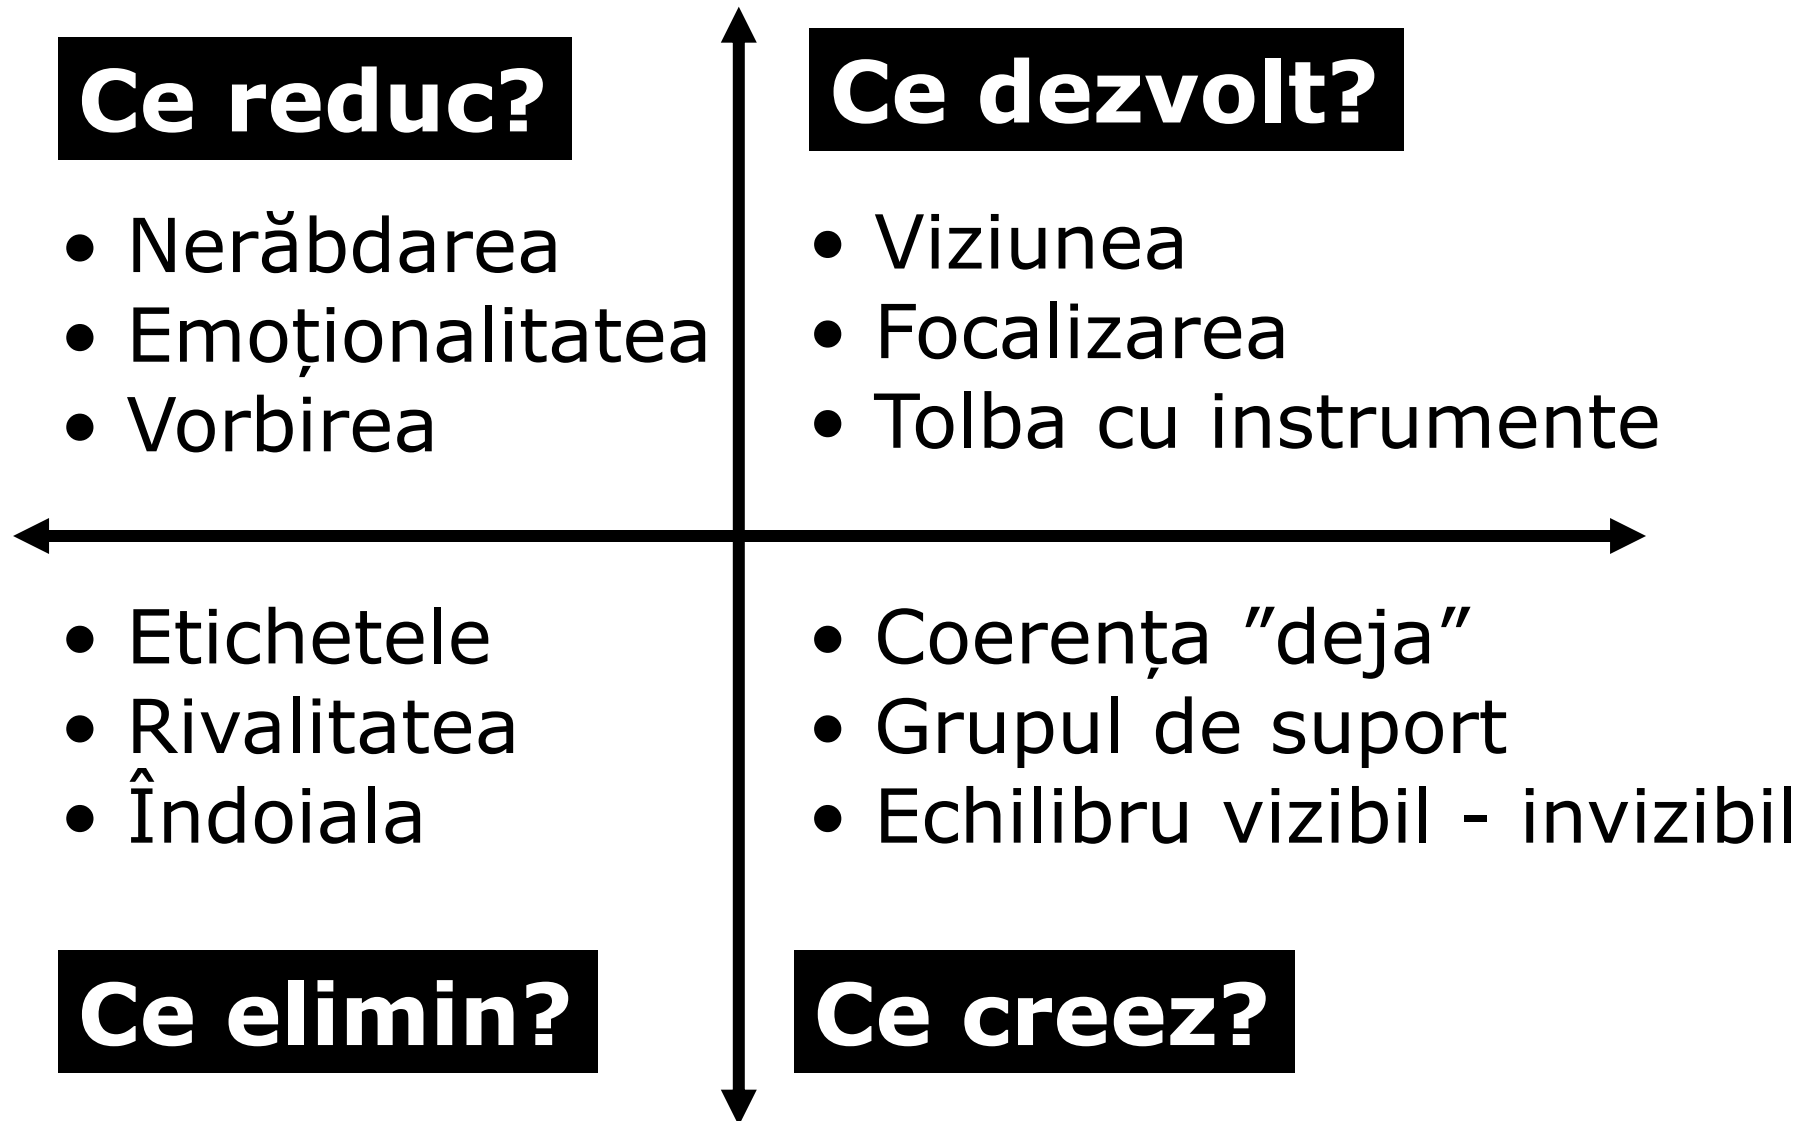 Ce reduc?
• Nerăbdarea
• Emoționalitatea
• Vorbirea
Ce dezvolt?
• Viziunea
• Focalizarea
• Tolba cu instrumente
• Etichetele
• Rivalitatea
• Îndoiala
Ce elimin?
• Coerența ”deja”
• Grupul de suport
• Echilibru vizibil - invizibil
Ce creez?